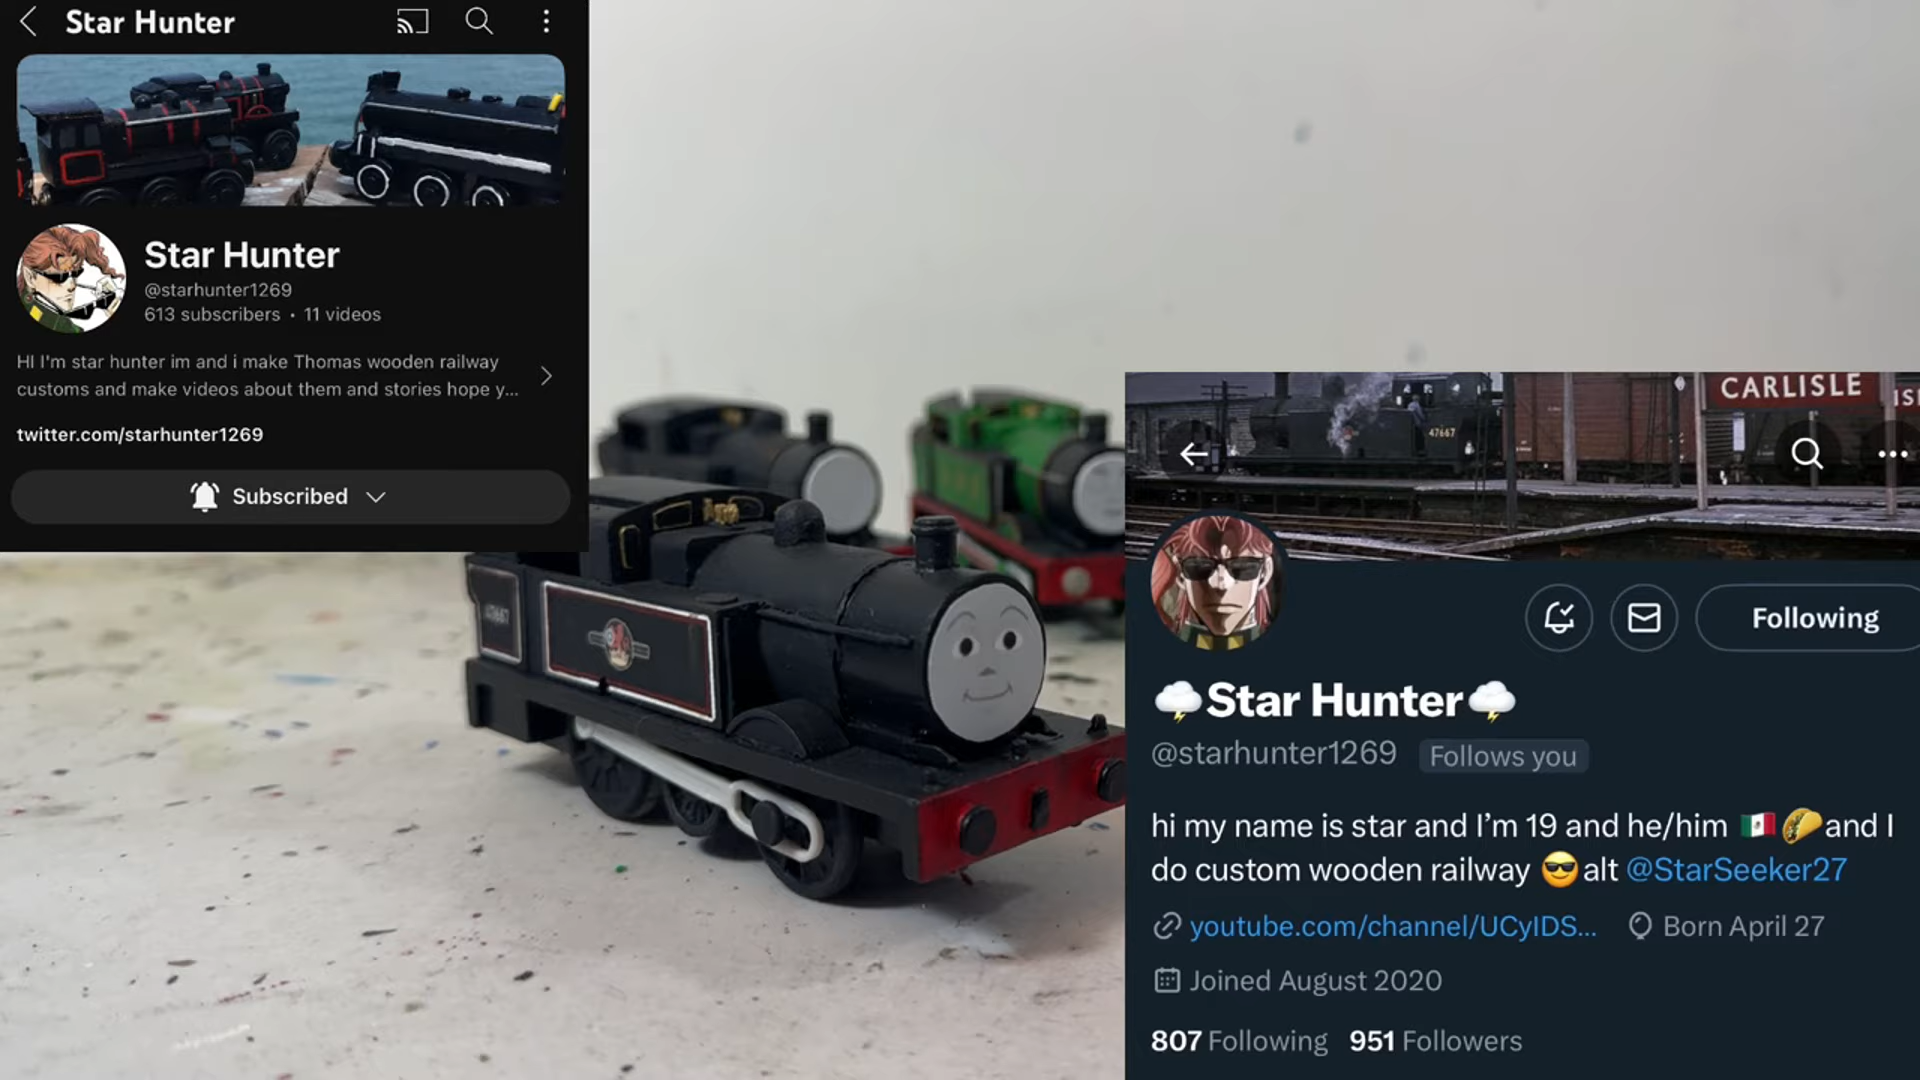 Star Hunter
Star Hunter
@starhunter1269
613 subscribers • 11 videos
HI I'm star hunter im and i make Thomas wooden railway
customs and make videos about them and stories hope y...
twitter.com/starhunter1269
Subscribed
CARLISLE
47667
Following
Star Hunter
@starhunter1269 Follows you
hi my name is star and I'm 19 and he/him 🇲🇽🌮and I
do custom wooden railway 😎alt @StarSeeker27
youtube.com/channel/UCyIDS...
Born April 27
Joined August 2020
807 Following 951 Followers